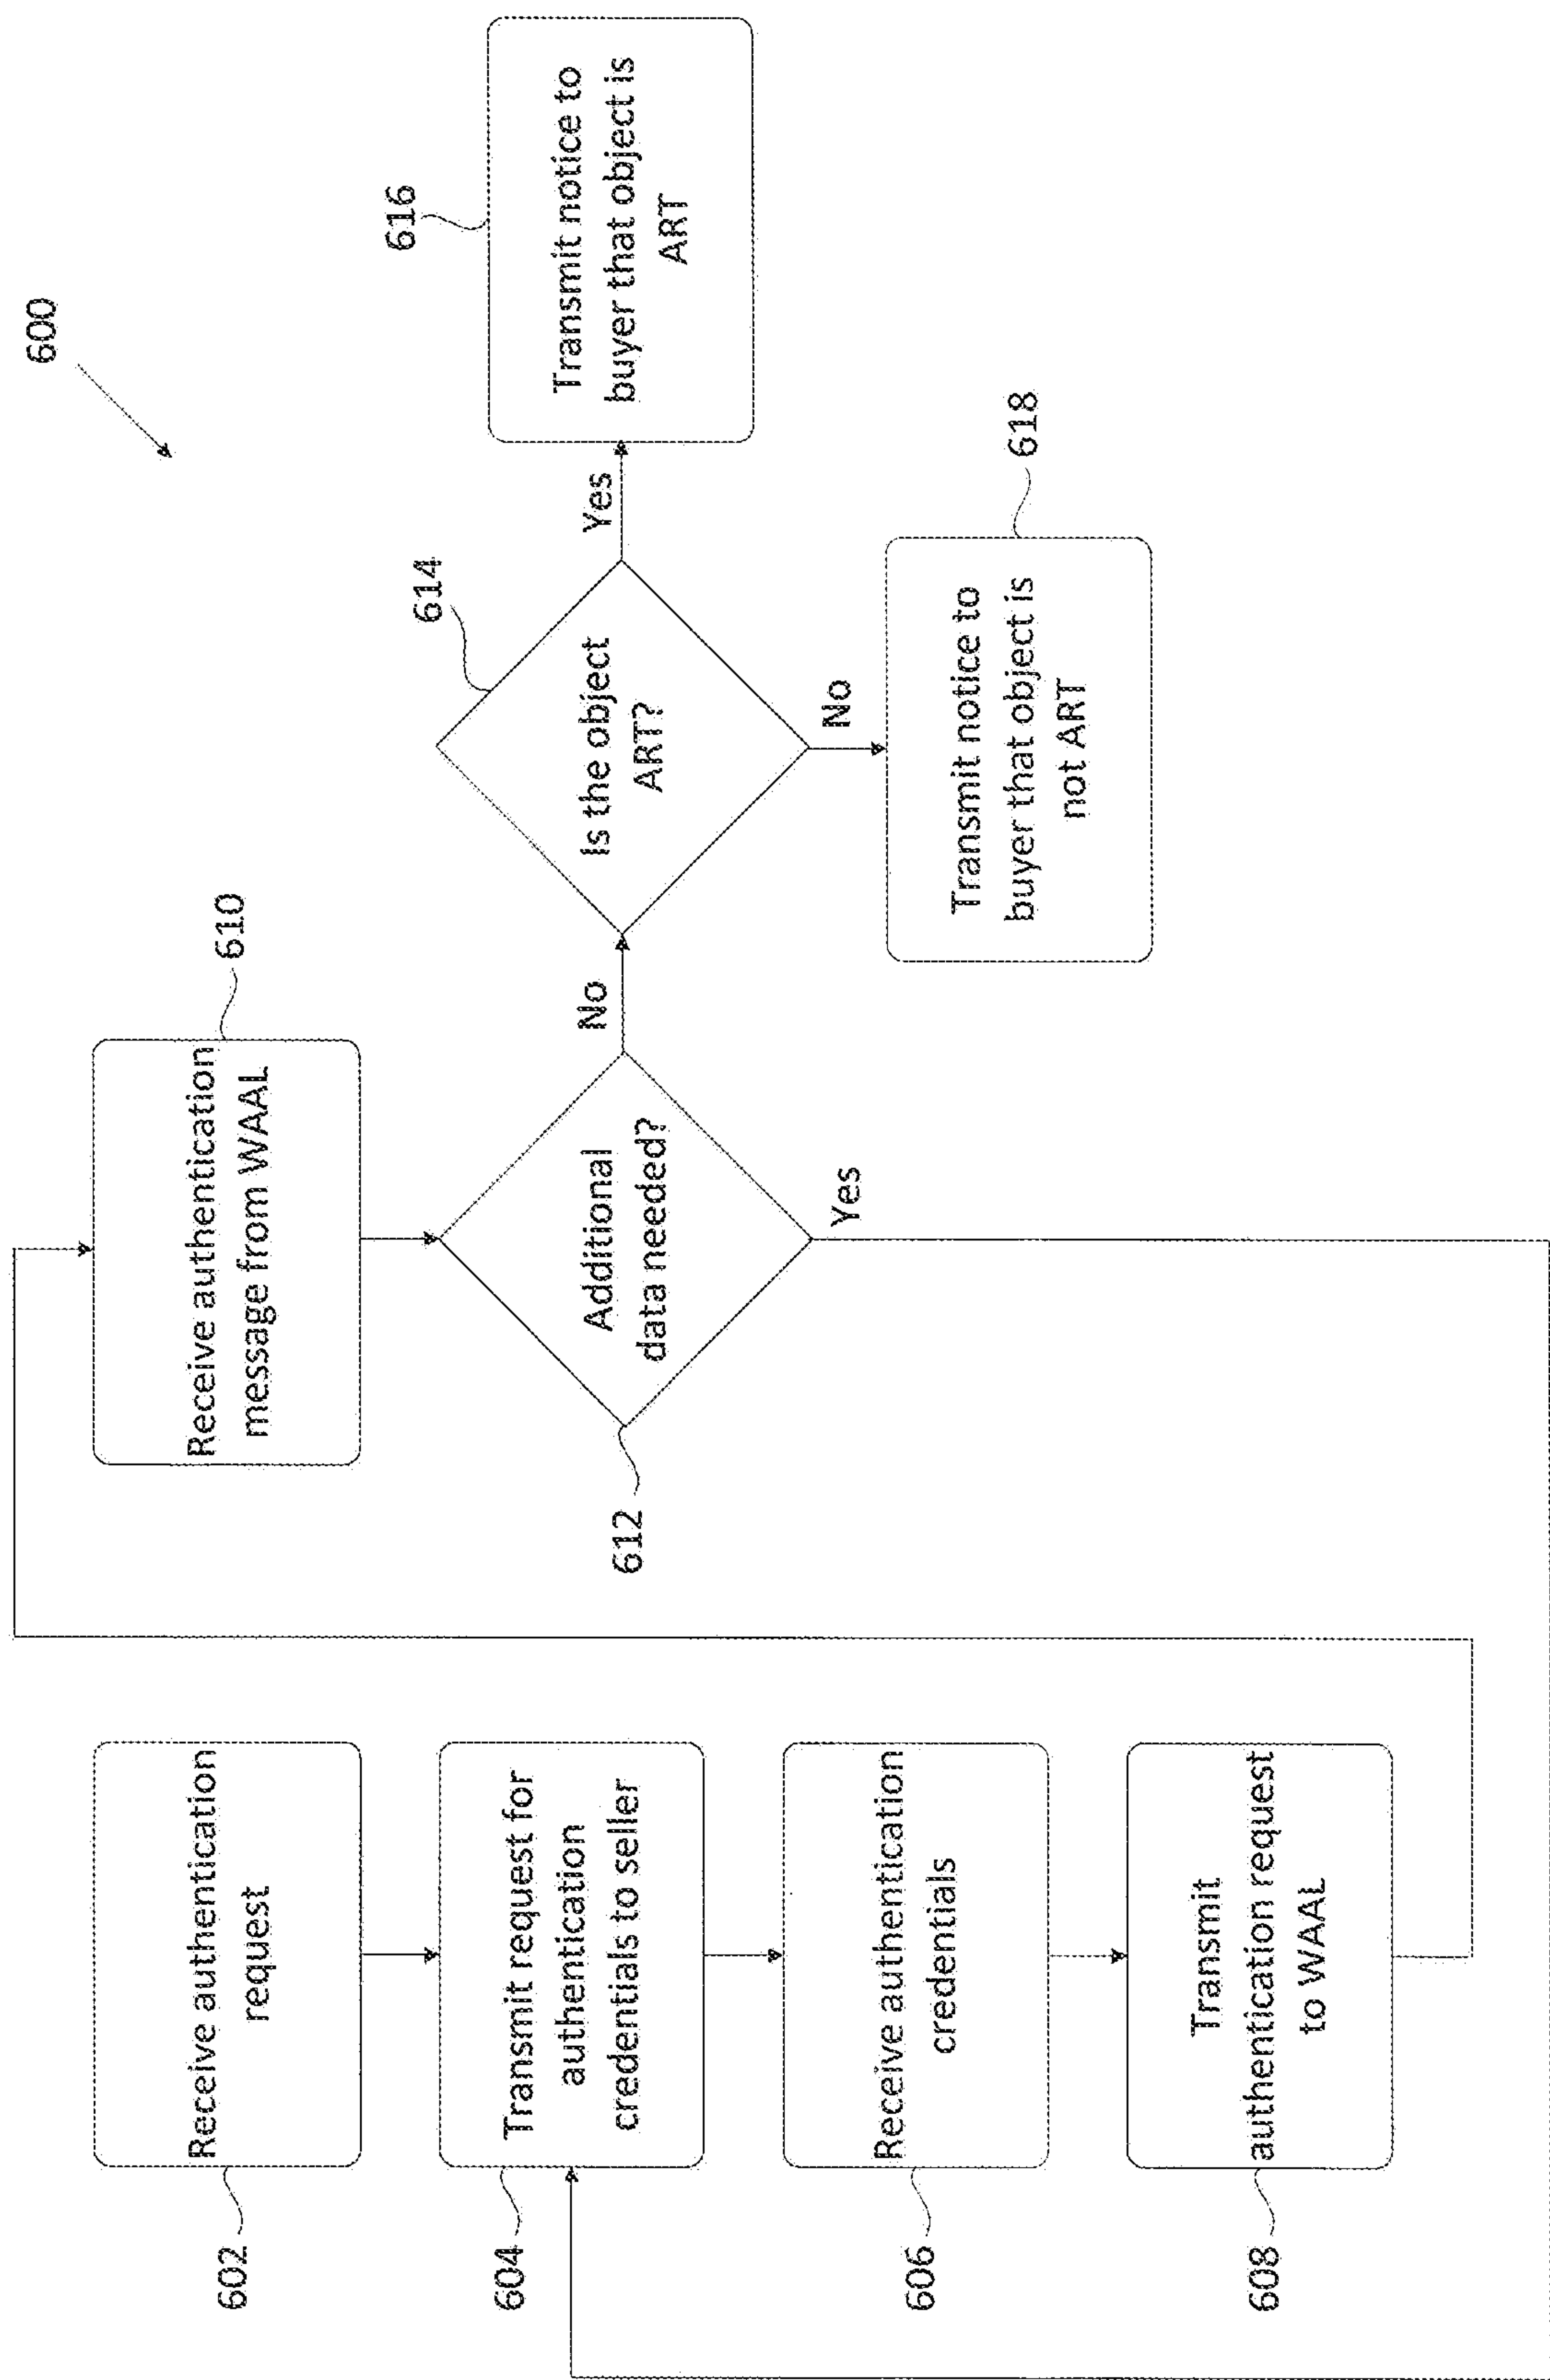 600
602
Receive authentication
request
604
Transmit request for
authentication
credentials to seller
606
Receive authentication
credentials
608
Transmit
authentication request
to WAAL
610
Receive authentication
message from WAAL
612
Additional
data needed?
No
Yes
614
Is the object
ART?
Yes
No
616
Transmit notice to
buyer that object is
ART
618
Transmit notice to
buyer that object is
not ART